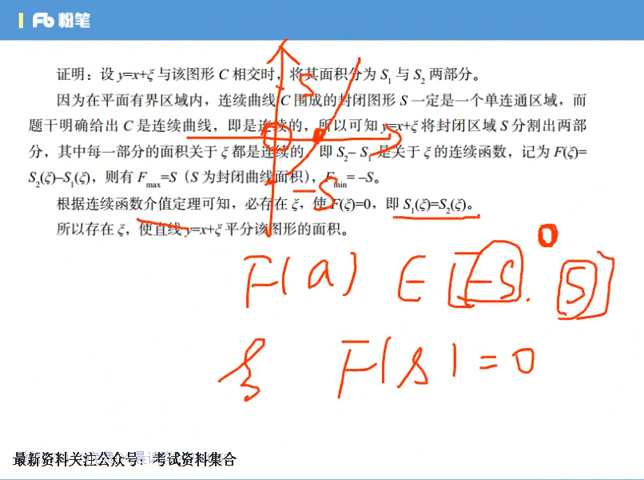 粉笔
证明：设 y=x+ξ 与该图形 C 相交时，将其面积分为 S₁ 与 S₂ 两部分。
因为在平面有界区域内，连续曲线 C 围成的封闭图形 S 一定是一个单连通区域，而
题干明确给出 C 是连续曲线，即是连续的，所以可知 y=x+ξ 将封闭区域 S 分割出两部
分，其中每一部分的面积关于 ξ 都是连续的，即 S₂﹣S₁ 是关于 ξ 的连续函数，记为 F(ξ)=
S₂(ξ)–S₁(ξ)，则有 Fmax=S（S 为封闭曲线面积），Fmin= –S。
根据连续函数介值定理可知，必存在 ξ，使 F(ξ)=0，即 S₁(ξ)=S₂(ξ)。
所以存在 ξ，使直线 y=x+ξ 平分该图形的面积。
S
-S
0
F(a) ∈ [-S, S]
ξ F(ξ)=0
最新资料关注公众号：考试资料集合